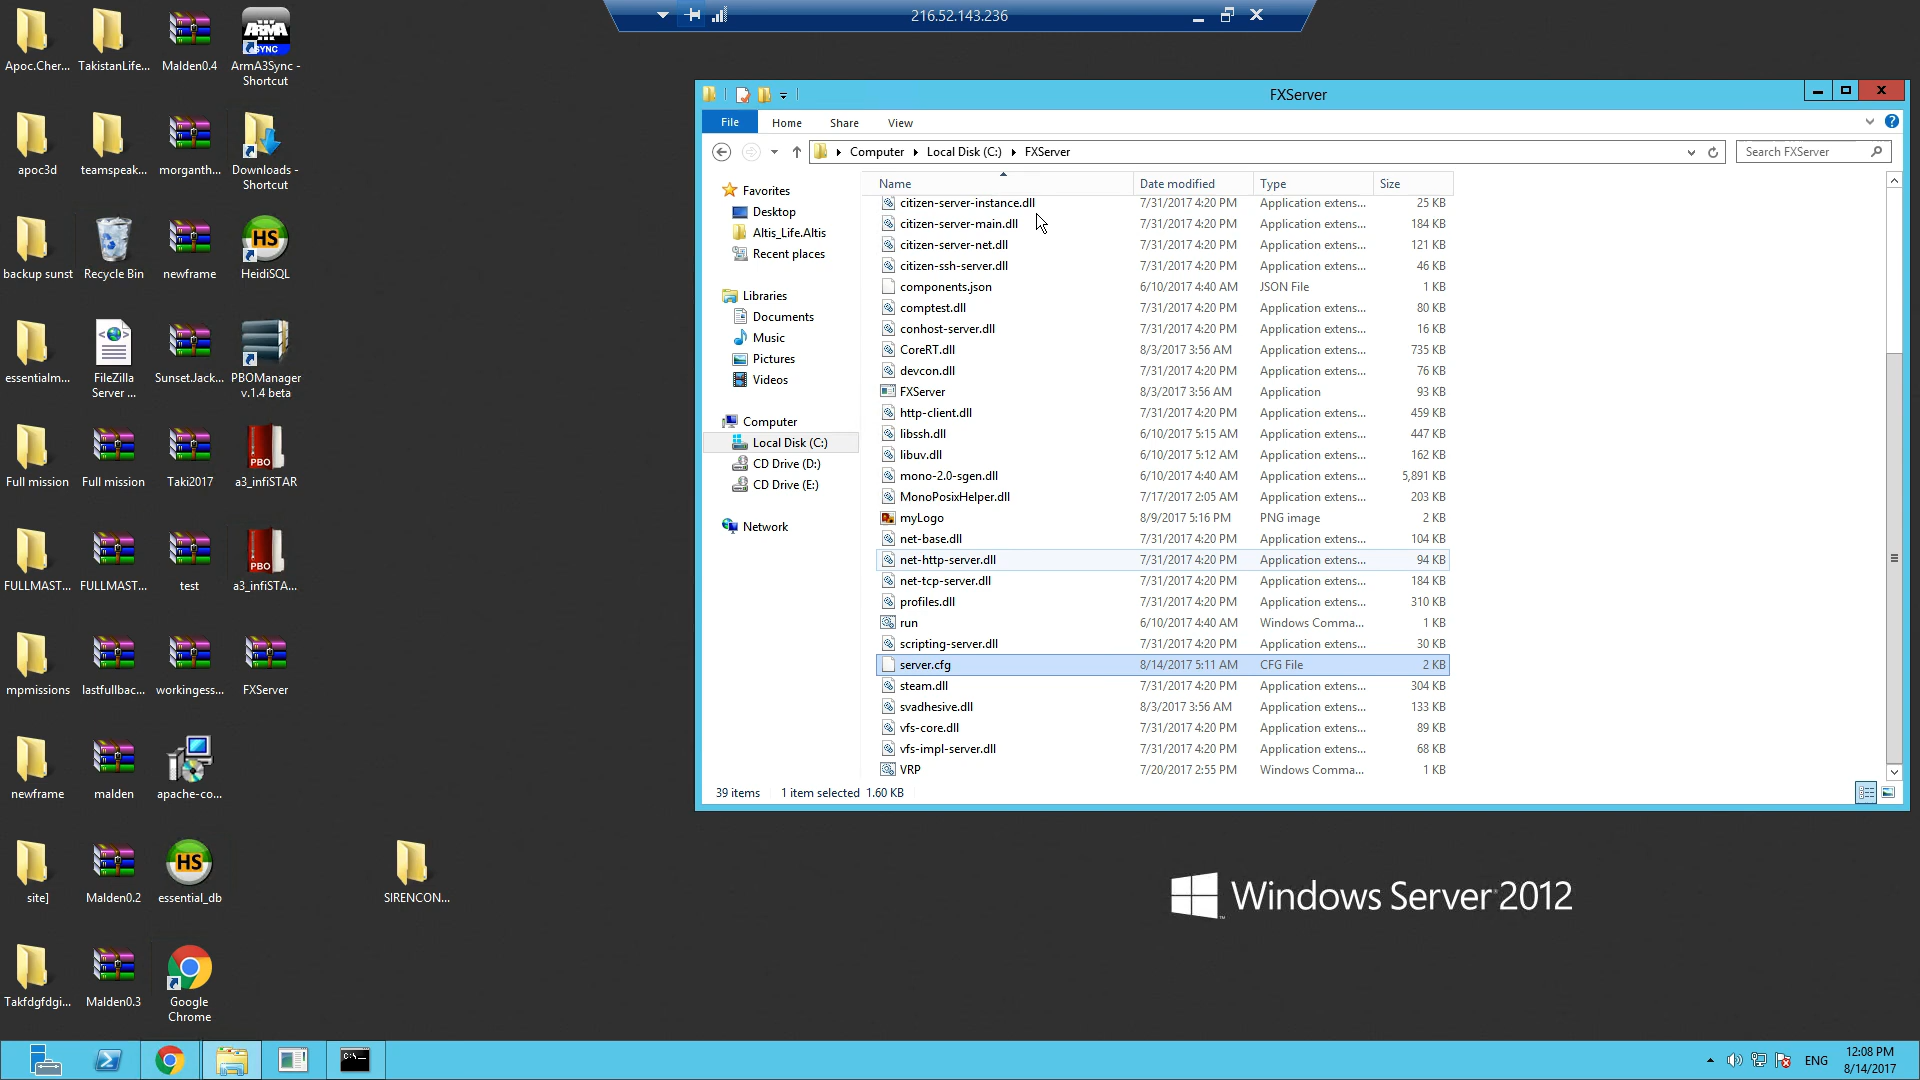 216.52.143.236
Apoc.Cher...
TakistanLife...
Malden0.4
ArmA3Sync - Shortcut
apoc3d
teamspeak...
morganth...
Downloads - Shortcut
backup sunst
Recycle Bin
newframe
HeidiSQL
essentialm...
FileZilla Server ...
Sunset.Jack...
PBOManager v.1.4 beta
Full mission
Full mission
Taki2017
a3_infiSTAR
FULLMAST...
FULLMAST...
test
a3_infiSTA...
mpmissions
lastfullbac...
workingess...
FXServer
newframe
malden
apache-co...
site]
Malden0.2
essential_db
SIRENCON...
Takfdgfdgi...
Malden0.3
Google Chrome
ARMA
SYNC
HS
PBO
PBO
HS
FXServer
File
Home
Share
View
Computer
Local Disk (C:)
FXServer
Search FXServer
Favorites
Desktop
Altis_Life.Altis
Recent places
Libraries
Documents
Music
Pictures
Videos
Computer
Local Disk (C:)
CD Drive (D:)
CD Drive (E:)
Network
Name Date modified Type Size
citizen-server-instance.dll 7/31/2017 4:20 PM Application extens... 25 KB
citizen-server-main.dll 7/31/2017 4:20 PM Application extens... 184 KB
citizen-server-net.dll 7/31/2017 4:20 PM Application extens... 121 KB
citizen-ssh-server.dll 7/31/2017 4:20 PM Application extens... 46 KB
components.json 6/10/2017 4:40 AM JSON File 1 KB
comptest.dll 7/31/2017 4:20 PM Application extens... 80 KB
conhost-server.dll 7/31/2017 4:20 PM Application extens... 16 KB
CoreRT.dll 8/3/2017 3:56 AM Application extens... 735 KB
devcon.dll 7/31/2017 4:20 PM Application extens... 76 KB
FXServer 8/3/2017 3:56 AM Application 93 KB
http-client.dll 7/31/2017 4:20 PM Application extens... 459 KB
libssh.dll 6/10/2017 5:15 AM Application extens... 447 KB
libuv.dll 6/10/2017 5:12 AM Application extens... 162 KB
mono-2.0-sgen.dll 6/10/2017 4:40 AM Application extens... 5,891 KB
MonoPosixHelper.dll 7/17/2017 2:05 AM Application extens... 203 KB
myLogo 8/9/2017 5:16 PM PNG image 2 KB
net-base.dll 7/31/2017 4:20 PM Application extens... 104 KB
net-http-server.dll 7/31/2017 4:20 PM Application extens... 94 KB
net-tcp-server.dll 7/31/2017 4:20 PM Application extens... 184 KB
profiles.dll 7/31/2017 4:20 PM Application extens... 310 KB
run 6/10/2017 4:40 AM Windows Comma... 1 KB
scripting-server.dll 7/31/2017 4:20 PM Application extens... 30 KB
server.cfg 8/14/2017 5:11 AM CFG File 2 KB
steam.dll 7/31/2017 4:20 PM Application extens... 304 KB
svadhesive.dll 8/3/2017 3:56 AM Application extens... 133 KB
vfs-core.dll 7/31/2017 4:20 PM Application extens... 89 KB
vfs-impl-server.dll 7/31/2017 4:20 PM Application extens... 68 KB
VRP 7/20/2017 2:55 PM Windows Comma... 1 KB
39 items 1 item selected 1.60 KB
Windows Server 2012
ENG
12:08 PM
8/14/2017